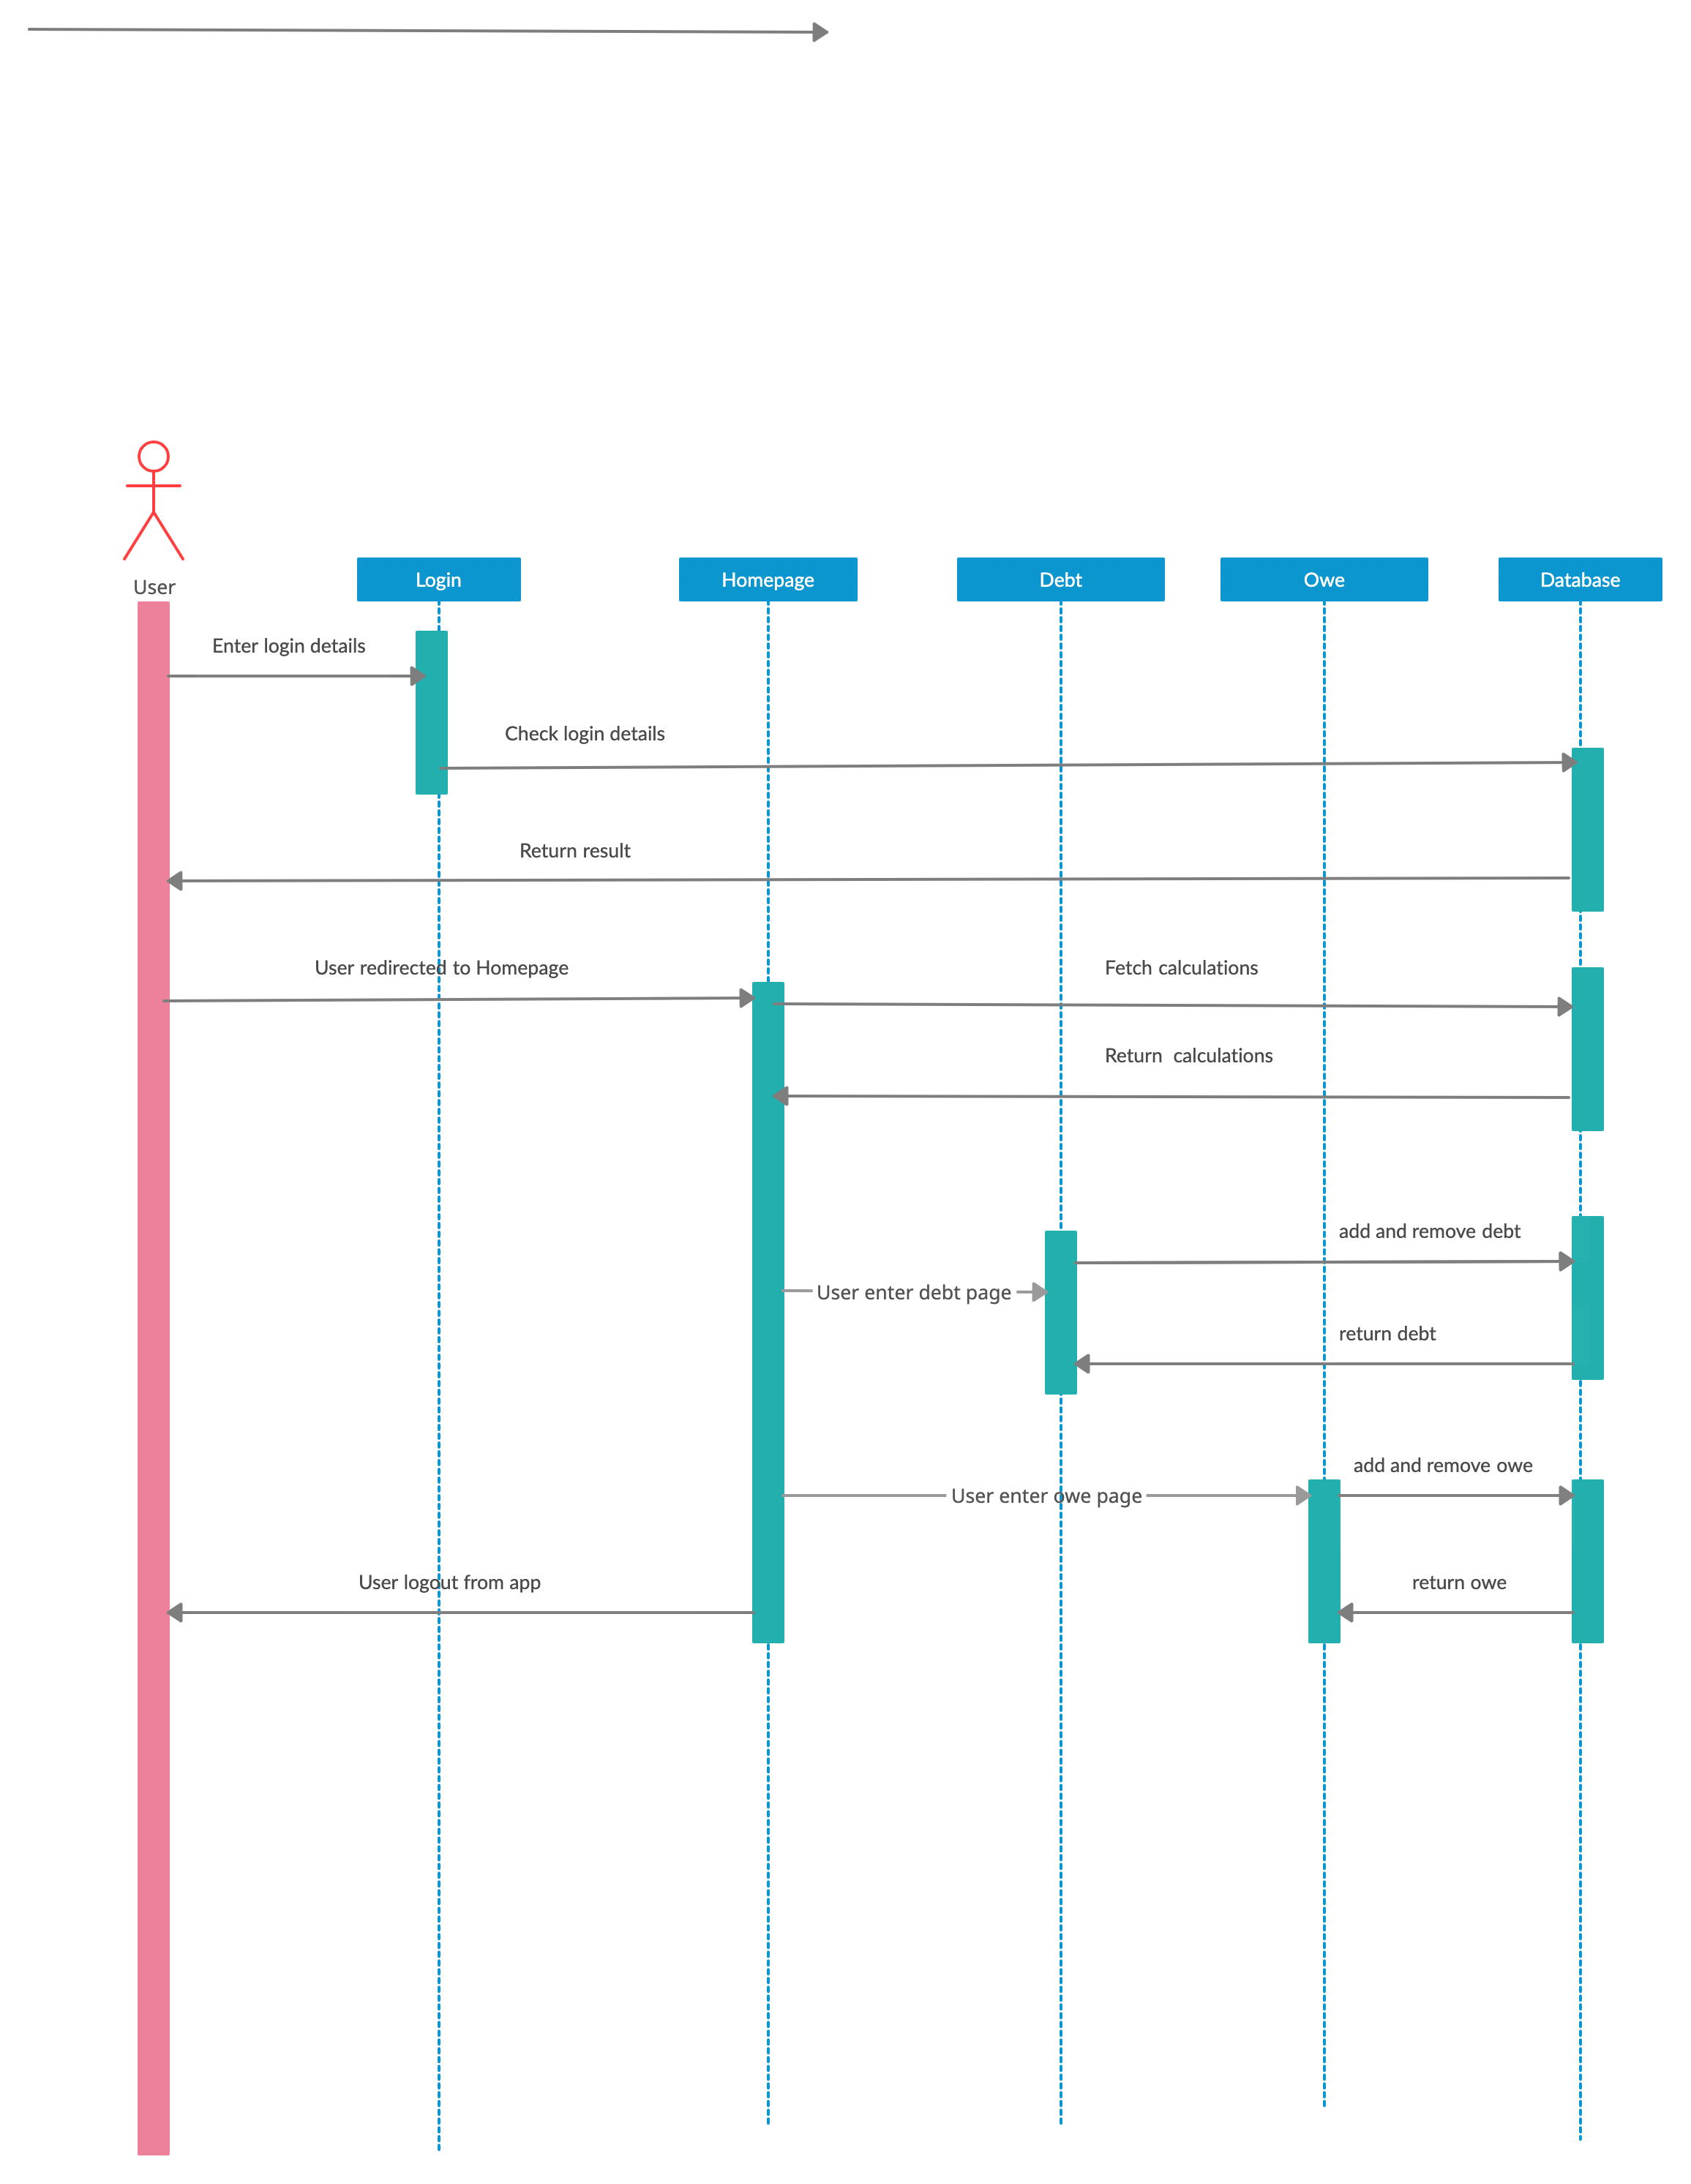 User
Login
Homepage
Debt
Owe
Database
Enter login details
Check login details
Return result
User redirected to Homepage
Fetch calculations
Return  calculations
add and remove debt
User enter debt page
return debt
add and remove owe
User enter owe page
User logout from app
return owe